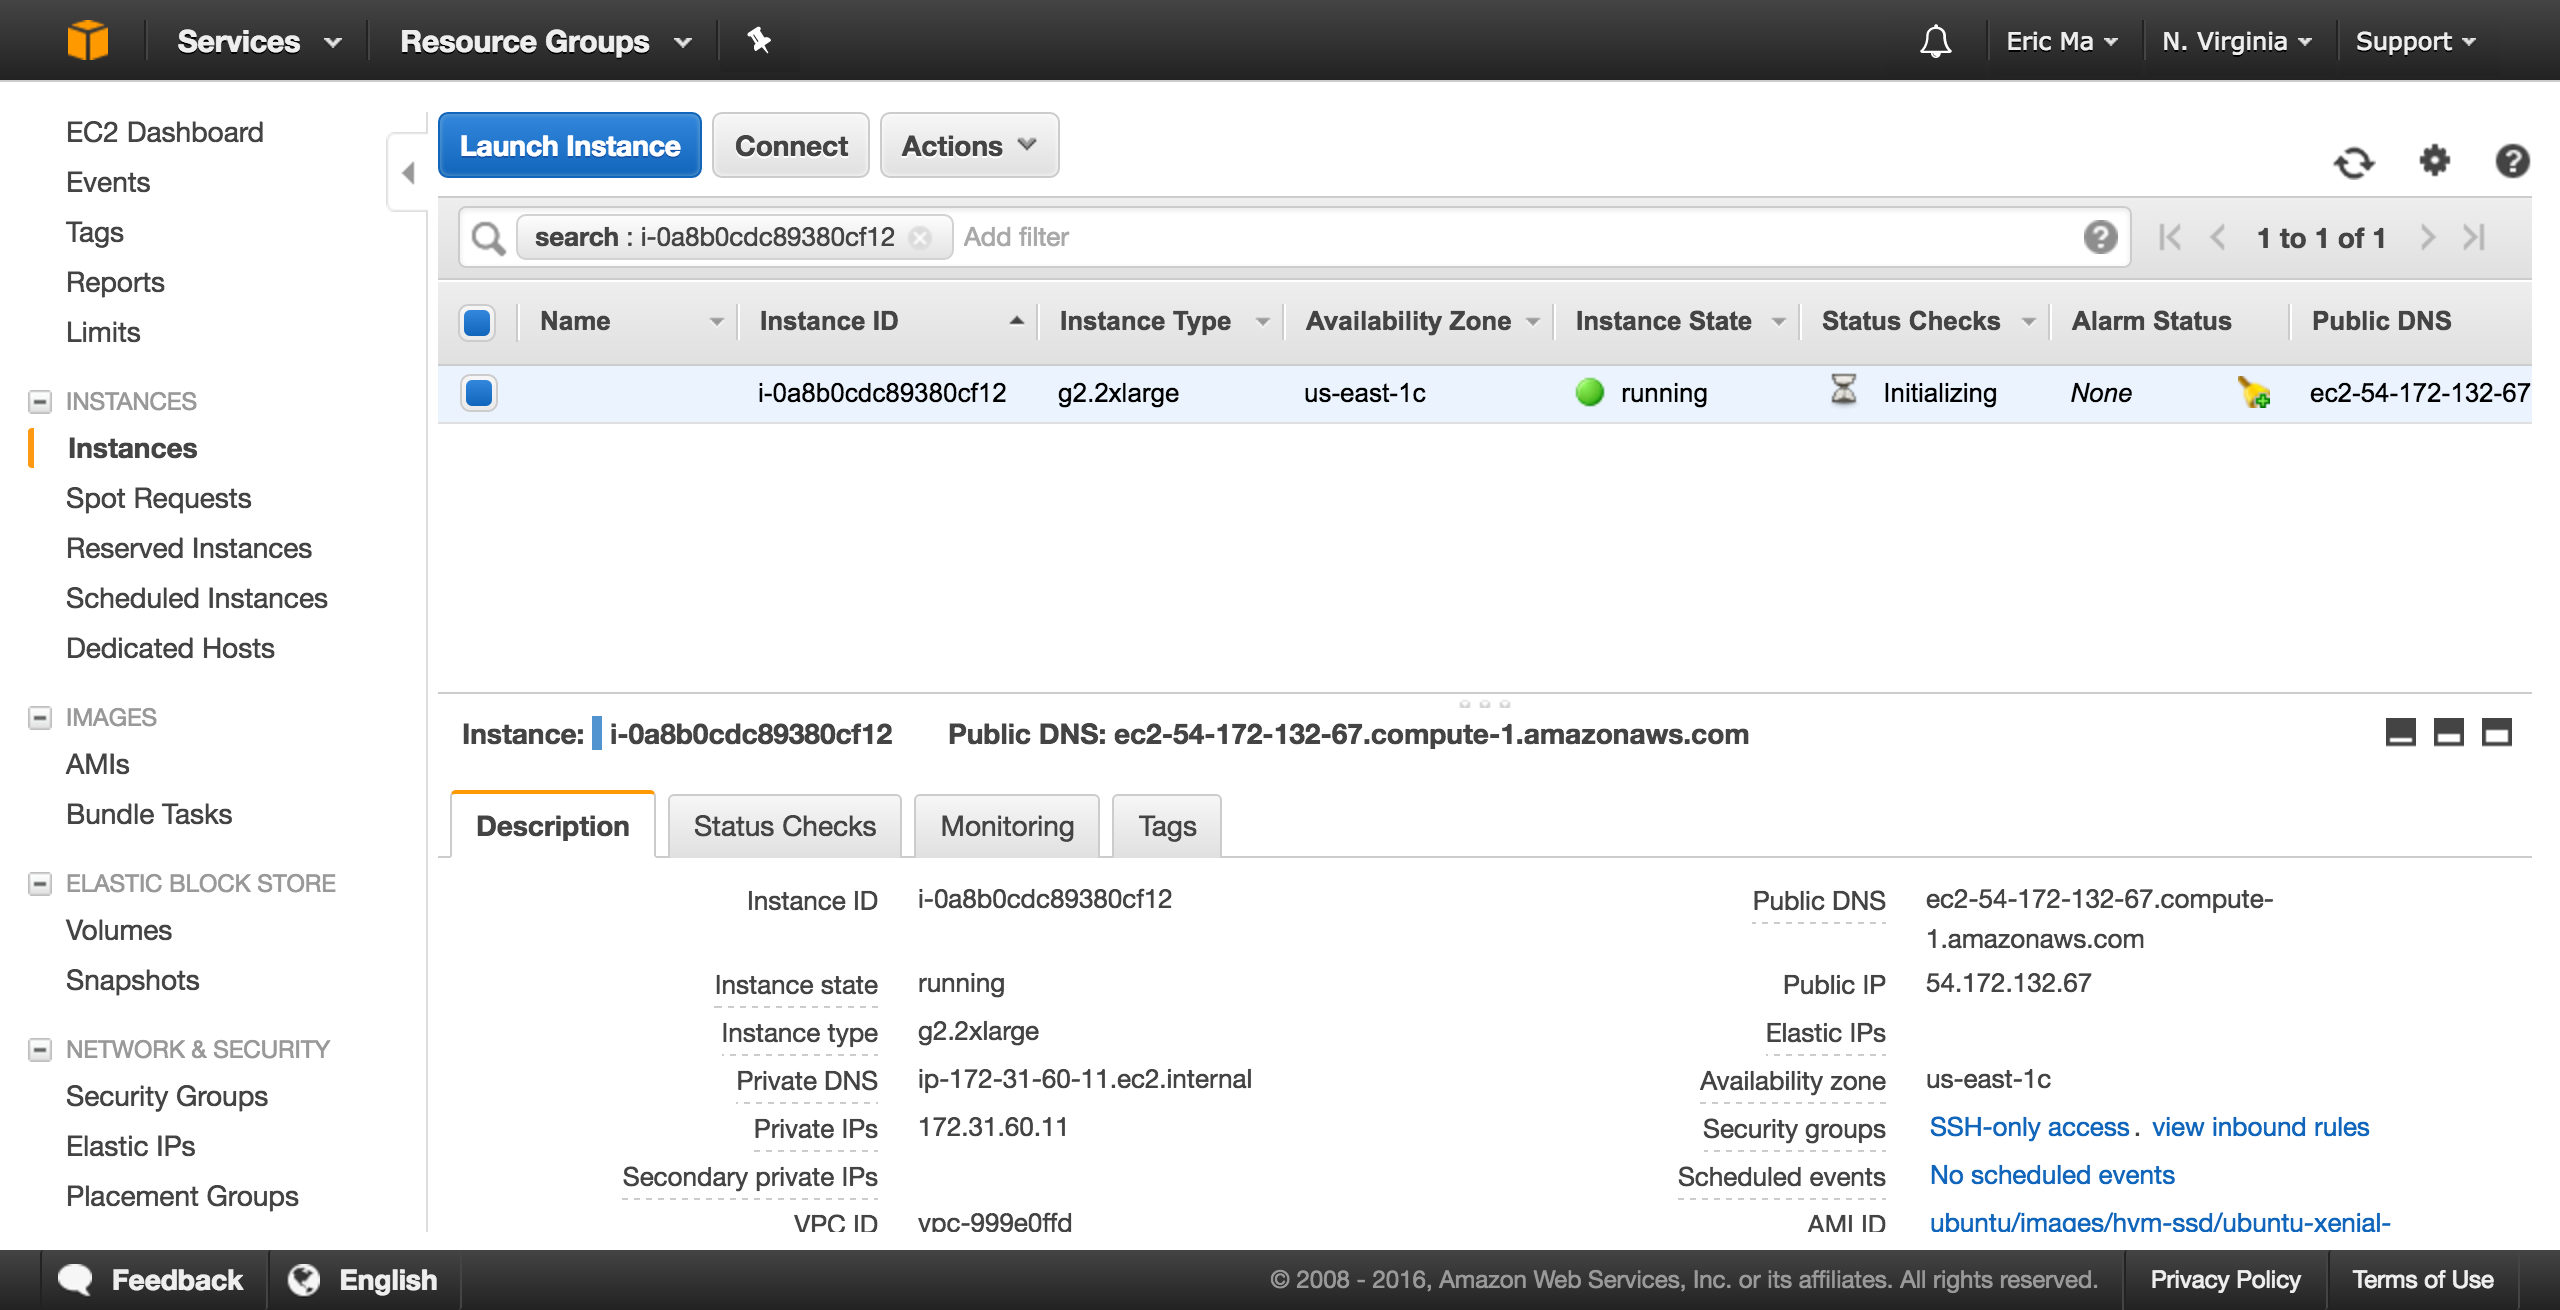 Services
Resource Groups
Eric Ma
N. Virginia
Support
EC2 Dashboard
Events
Tags
Reports
Limits
INSTANCES
Instances
Spot Requests
Reserved Instances
Scheduled Instances
Dedicated Hosts
IMAGES
AMIs
Bundle Tasks
ELASTIC BLOCK STORE
Volumes
Snapshots
NETWORK & SECURITY
Security Groups
Elastic IPs
Placement Groups
Launch Instance
Connect
Actions
search : i-0a8b0cdc89380cf12 Add filter
1 to 1 of 1
Name Instance ID Instance Type Availability Zone Instance State Status Checks Alarm Status Public DNS
i-0a8b0cdc89380cf12 g2.2xlarge us-east-1c running Initializing None ec2-54-172-132-67
Instance: i-0a8b0cdc89380cf12 Public DNS: ec2-54-172-132-67.compute-1.amazonaws.com
Description Status Checks Monitoring Tags
Instance ID i-0a8b0cdc89380cf12
Instance state running
Instance type g2.2xlarge
Private DNS ip-172-31-60-11.ec2.internal
Private IPs 172.31.60.11
Secondary private IPs
VPC ID vpc-999e0ffd
Public DNS ec2-54-172-132-67.compute-
1.amazonaws.com
Public IP 54.172.132.67
Elastic IPs
Availability zone us-east-1c
Security groups SSH-only access . view inbound rules
Scheduled events No scheduled events
AMI ID ubuntu/images/hvm-ssd/ubuntu-xenial-
Feedback
English
© 2008 - 2016, Amazon Web Services, Inc. or its affiliates. All rights reserved.
Privacy Policy
Terms of Use